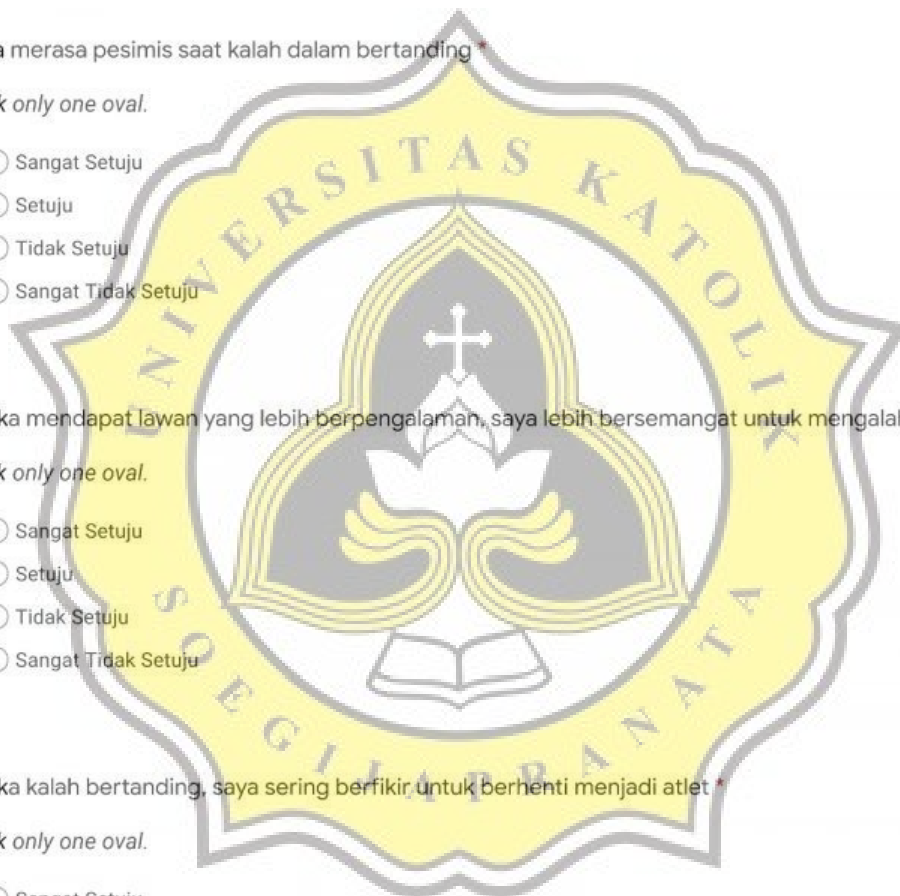 a merasa pesimis saat kalah dalam bertanding *
k only one oval.
Sangat Setuju
Setuju
Tidak Setuju
Sangat Tidak Setuju
ka mendapat lawan yang lebih berpengalaman, saya lebih bersemangat untuk mengalah
k only one oval.
Sangat Setuju
Setuju
Tidak Setuju
Sangat Tidak Setuju
ka kalah bertanding, saya sering berfikir untuk berhenti menjadi atlet *
k only one oval.
Sangat Setuju
UNIVERSITAS KATOLIK
SOEGIJAPRANATA